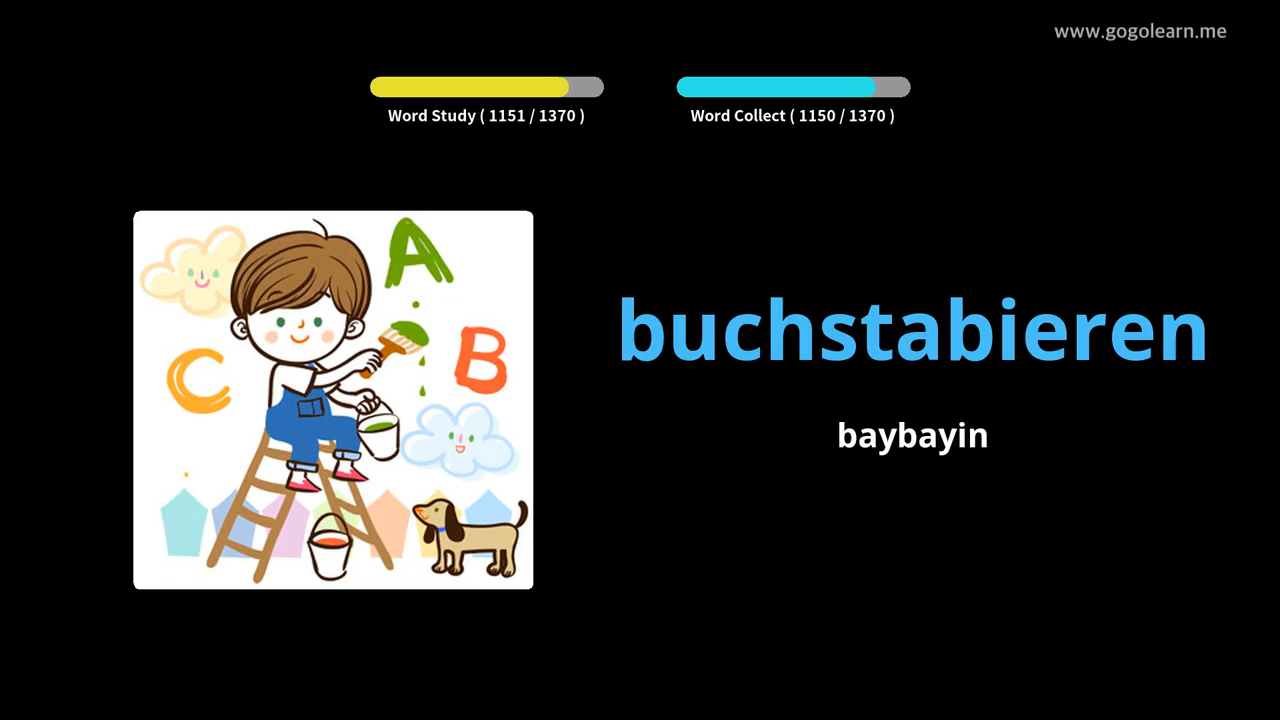 www.gogolearn.me
Word Study ( 1151 / 1370 )
Word Collect ( 1150 / 1370 )
A
B
C
buchstabieren
baybayin